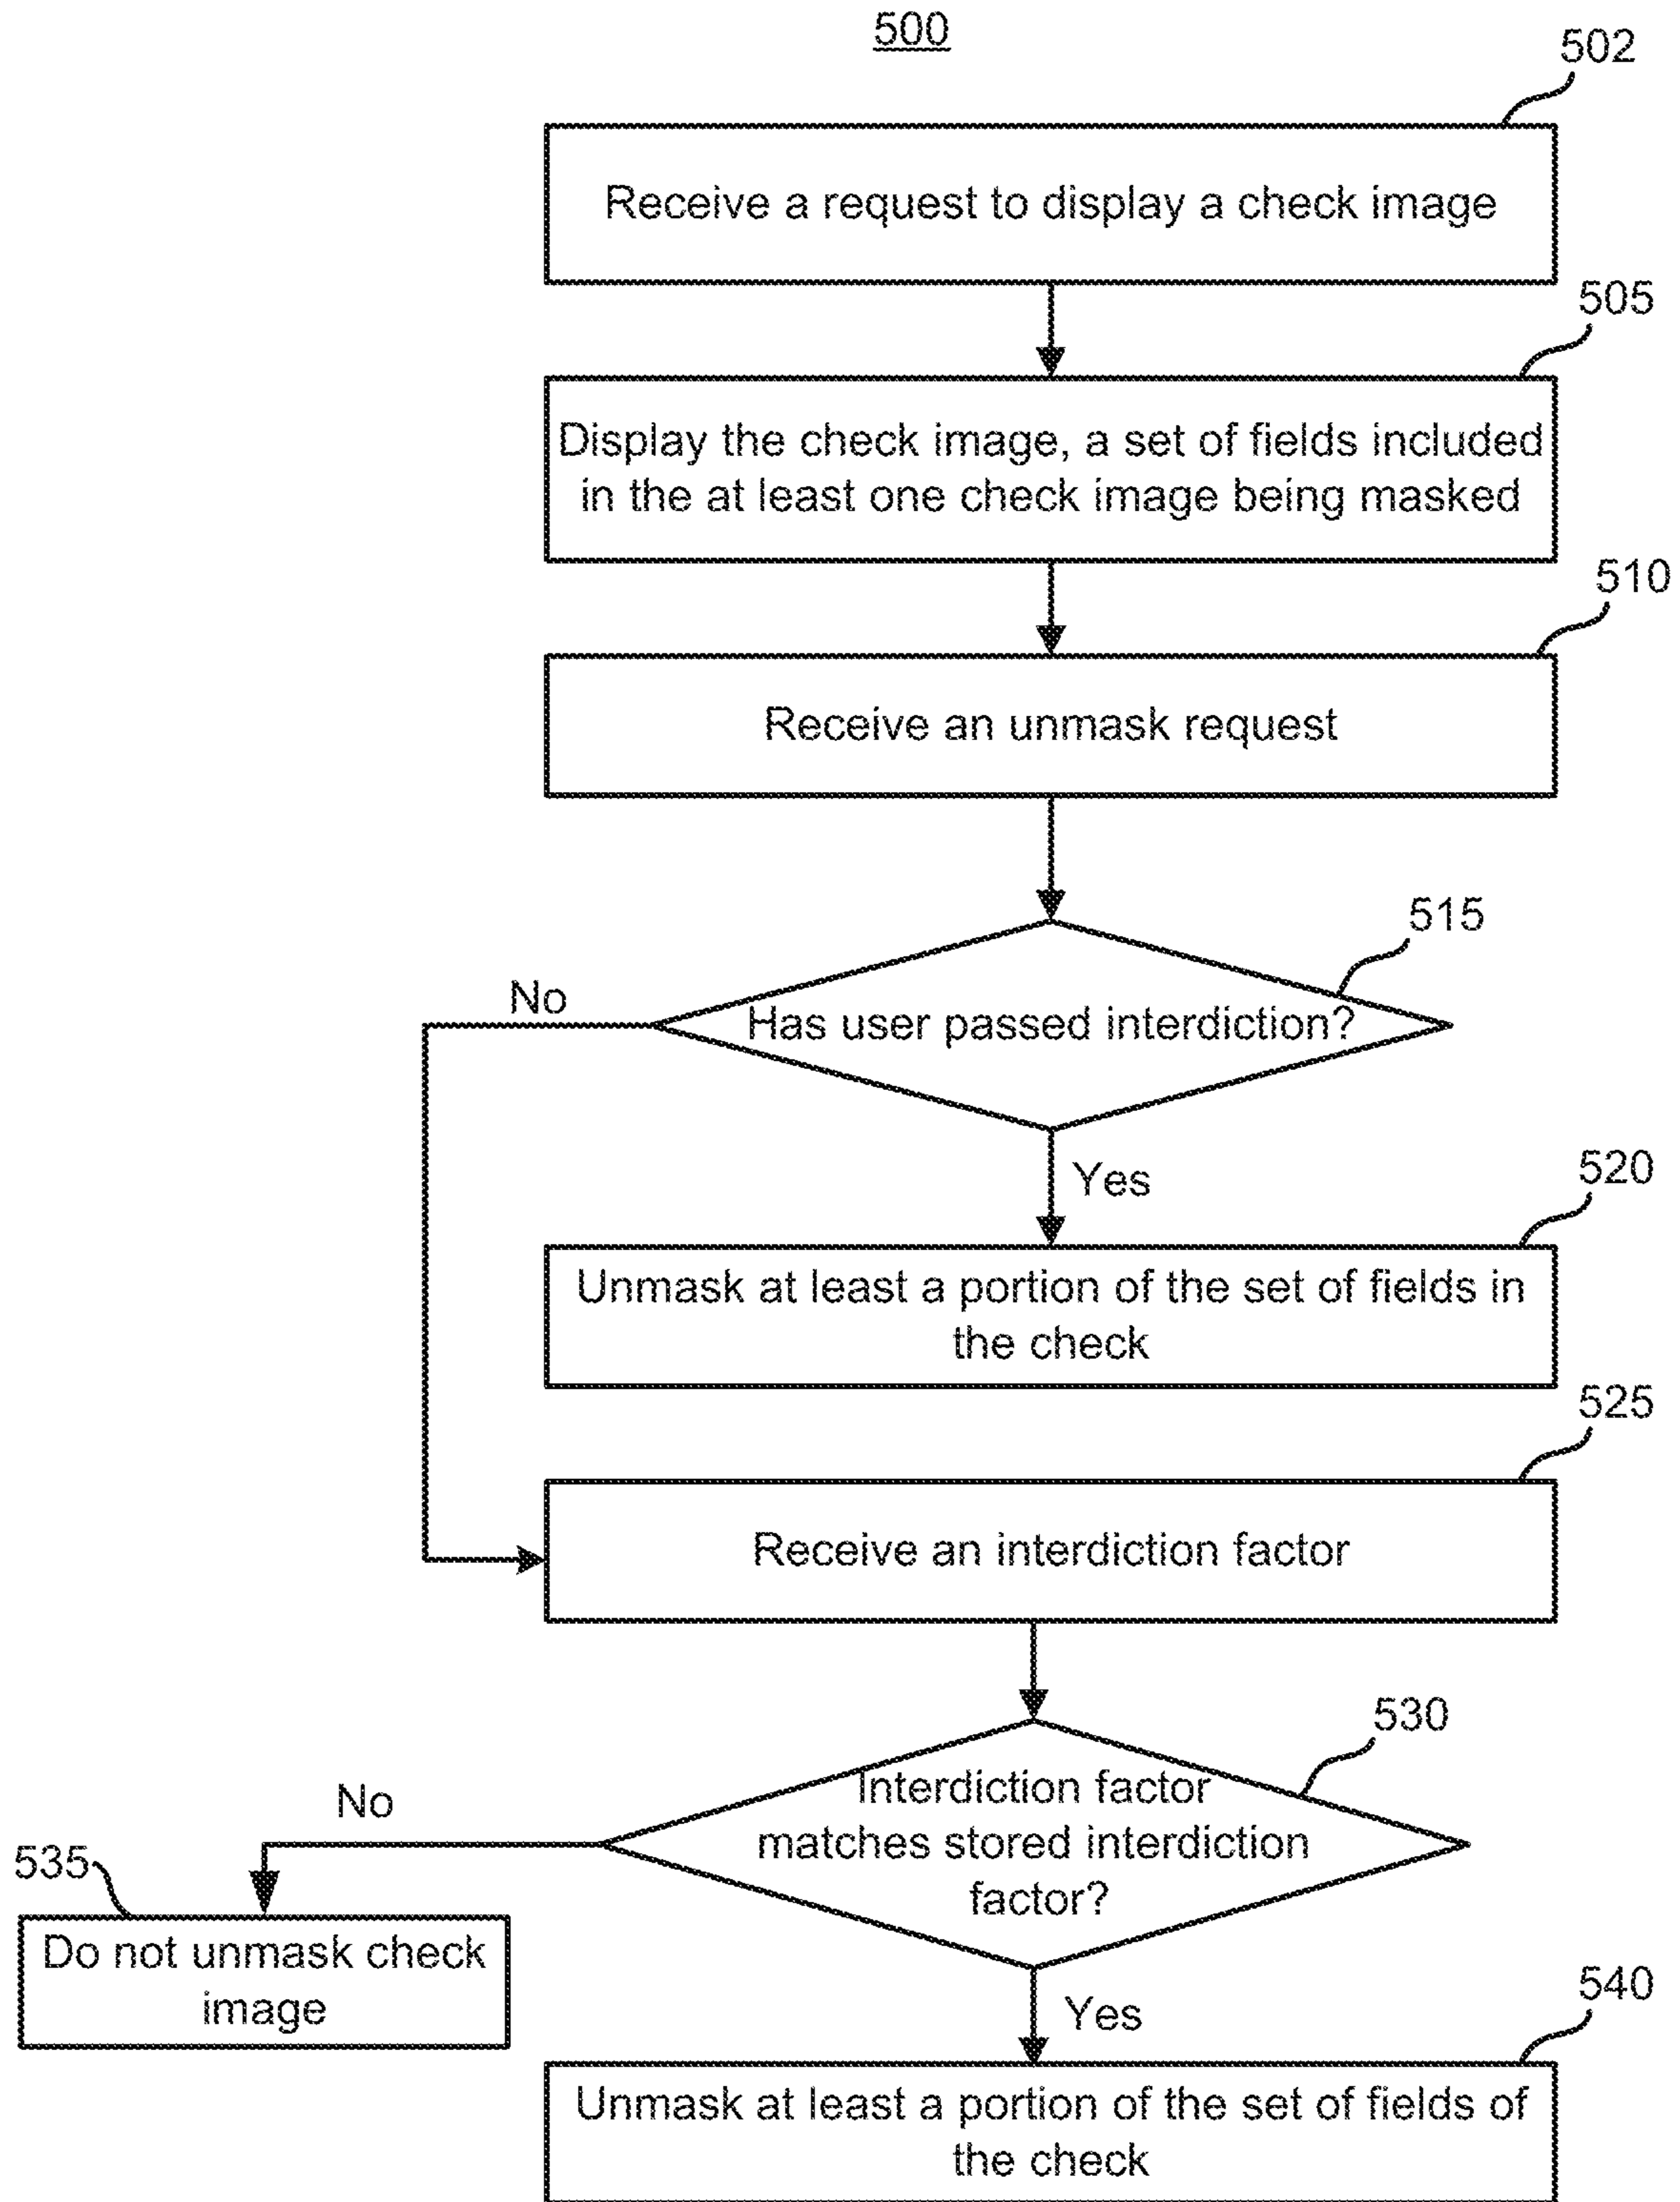 500
502
Receive a request to display a check image
505
Display the check image, a set of fields included
in the at least one check image being masked
510
Receive an unmask request
515
No
Has user passed interdiction?
Yes
520
Unmask at least a portion of the set of fields in
the check
525
Receive an interdiction factor
530
No
Interdiction factor
matches stored interdiction
factor?
535
Do not unmask check
image
Yes
540
Unmask at least a portion of the set of fields of
the check